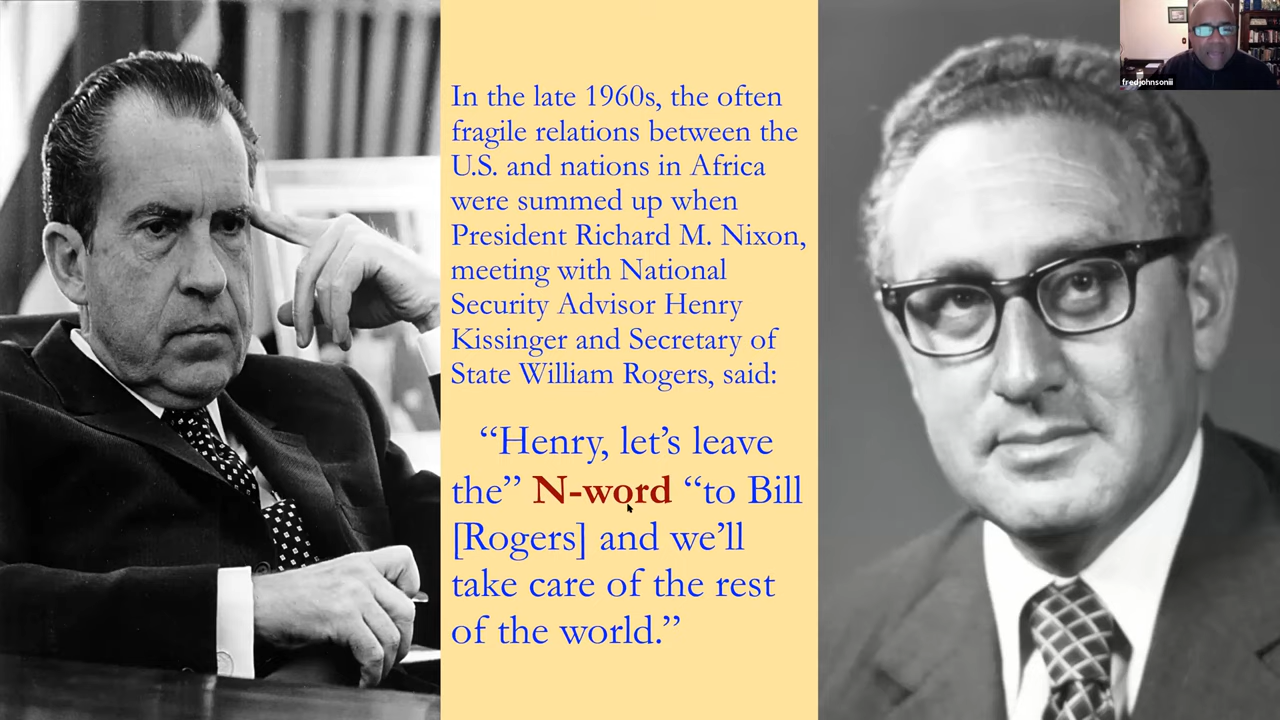 In the late 1960s, the often
fragile relations between the
U.S. and nations in Africa
were summed up when
President Richard M. Nixon,
meeting with National
Security Advisor Henry
Kissinger and Secretary of
State William Rogers, said:
“Henry, let’s leave
the” N-word “to Bill
[Rogers] and we’ll
take care of the rest
of the world.”
fredjohnsoniii